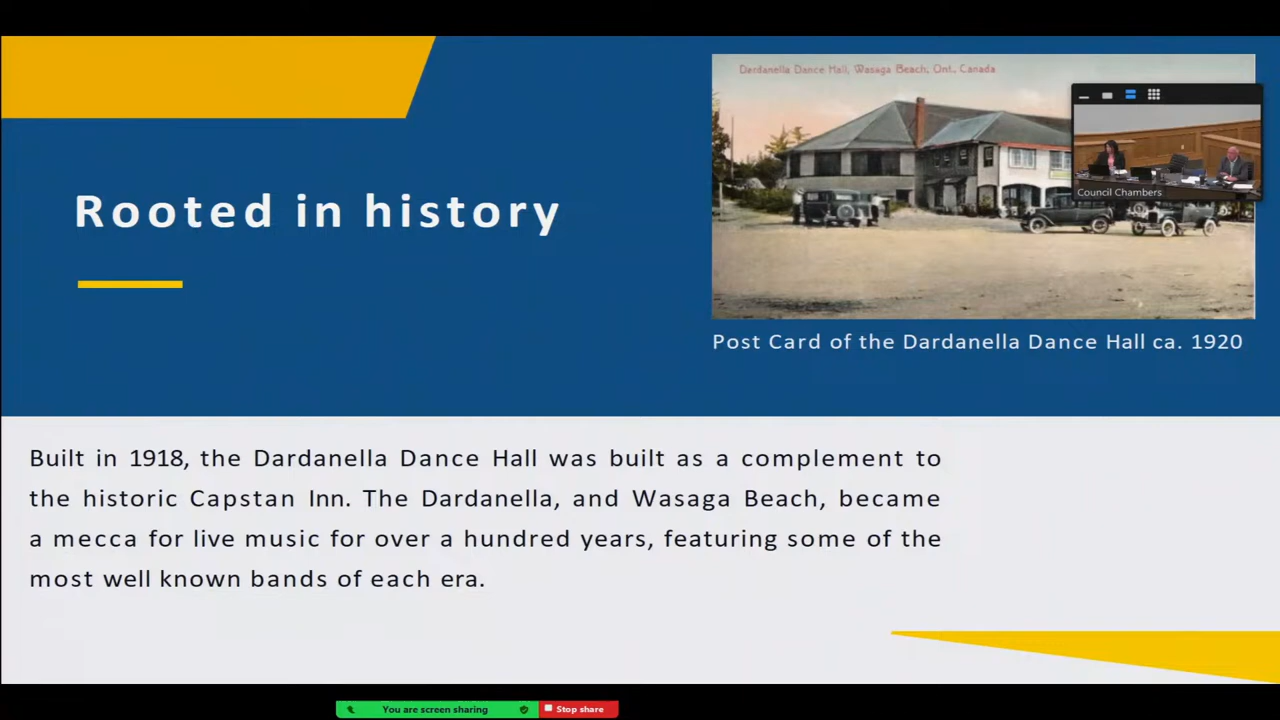 Dardanella Dance Hall, Wasaga Beach, Ont., Canada
Council Chambers
Rooted in history
Post Card of the Dardanella Dance Hall ca. 1920
Built in 1918, the Dardanella Dance Hall was built as a complement to
the historic Capstan Inn. The Dardanella, and Wasaga Beach, became
a mecca for live music for over a hundred years, featuring some of the
most well known bands of each era.
You are screen sharing
Stop share